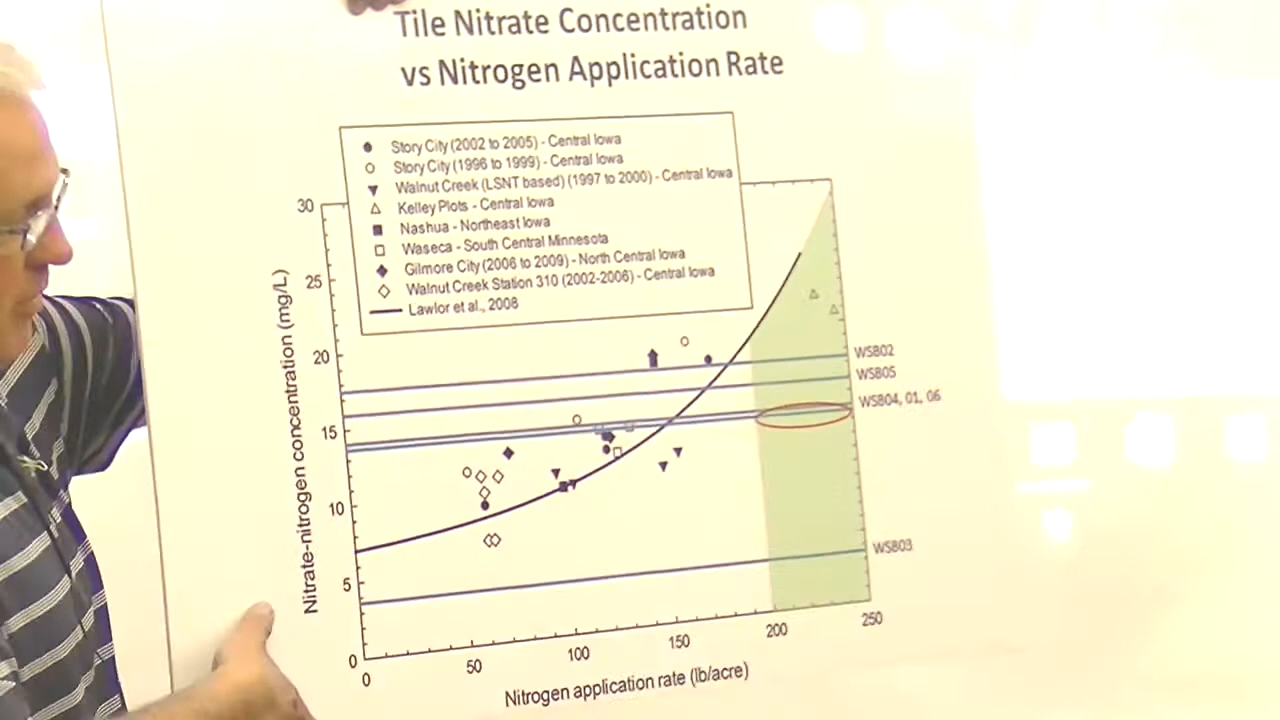 Tile Nitrate Concentration
vs Nitrogen Application Rate
Story City (2002 to 2005) - Central Iowa
Story City (1996 to 1999) - Central Iowa
Walnut Creek (LSNT based) (1997 to 2000) - Central Iowa
Kelley Plots - Central Iowa
Nashua - Northeast Iowa
Waseca - South Central Minnesota
Gilmore City (2006 to 2009) - North Central Iowa
Walnut Creek Station 310 (2002-2006) - Central Iowa
Lawlor et al., 2008
Nitrate-nitrogen concentration (mg/L)
30
25
20
15
10
5
0
WSB02
WSB05
WSB04, 01, 06
WSB03
0
50
100
150
200
250
Nitrogen application rate (lb/acre)